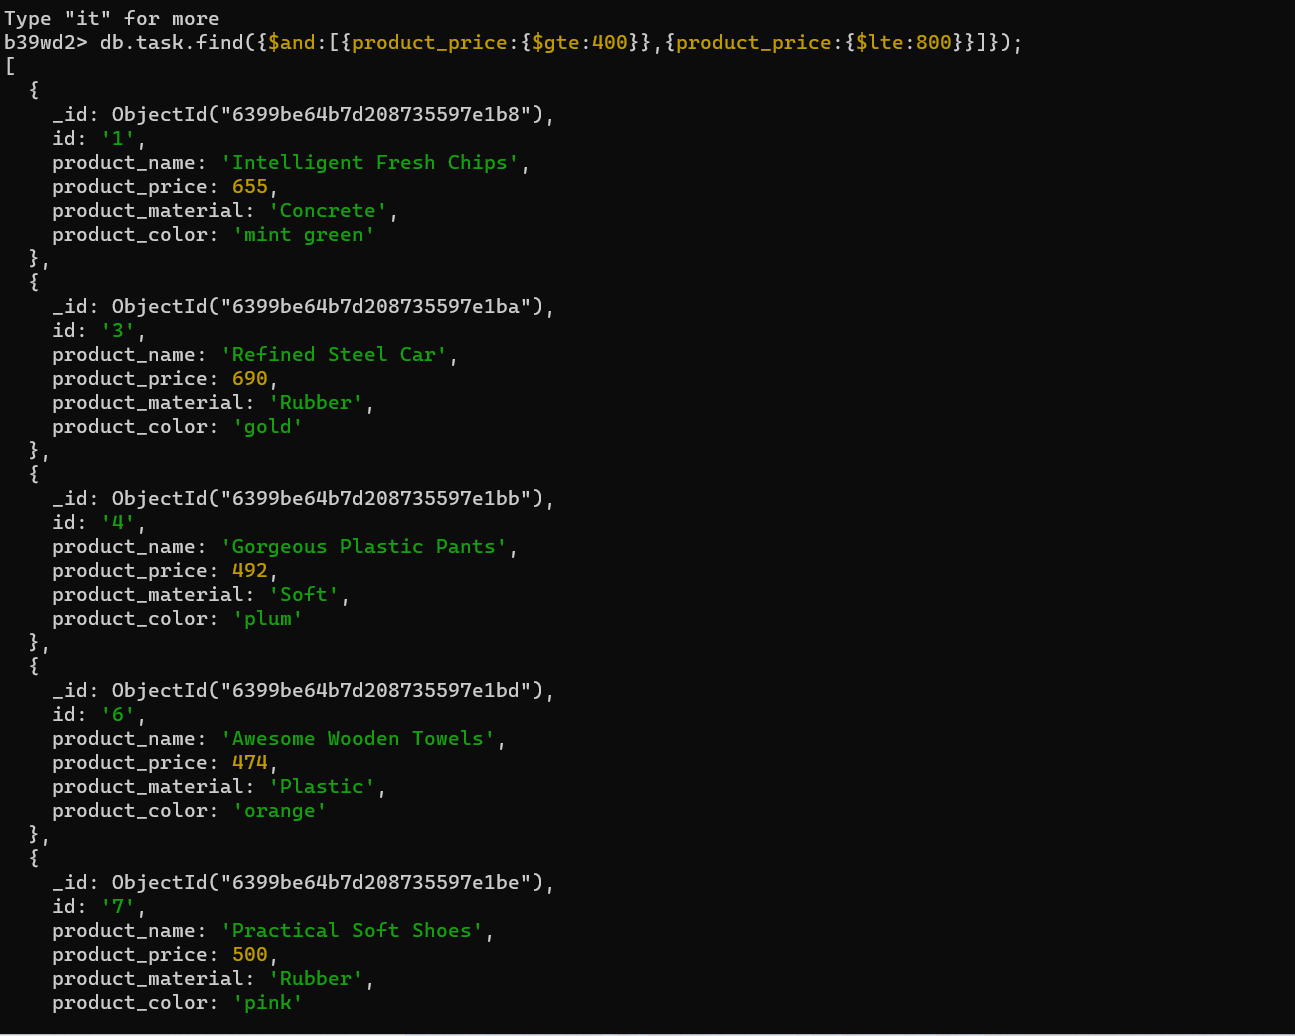 Type "it" for more
b39wd2> db.task.find({$and:[{product_price:{$gte:400}},{product_price:{$lte:800}}]});
[
  {
    _id: ObjectId("6399be64b7d208735597e1b8"),
    id: '1',
    product_name: 'Intelligent Fresh Chips',
    product_price: 655,
    product_material: 'Concrete',
    product_color: 'mint green'
  },
  {
    _id: ObjectId("6399be64b7d208735597e1ba"),
    id: '3',
    product_name: 'Refined Steel Car',
    product_price: 690,
    product_material: 'Rubber',
    product_color: 'gold'
  },
  {
    _id: ObjectId("6399be64b7d208735597e1bb"),
    id: '4',
    product_name: 'Gorgeous Plastic Pants',
    product_price: 492,
    product_material: 'Soft',
    product_color: 'plum'
  },
  {
    _id: ObjectId("6399be64b7d208735597e1bd"),
    id: '6',
    product_name: 'Awesome Wooden Towels',
    product_price: 474,
    product_material: 'Plastic',
    product_color: 'orange'
  },
  {
    _id: ObjectId("6399be64b7d208735597e1be"),
    id: '7',
    product_name: 'Practical Soft Shoes',
    product_price: 500,
    product_material: 'Rubber',
    product_color: 'pink'